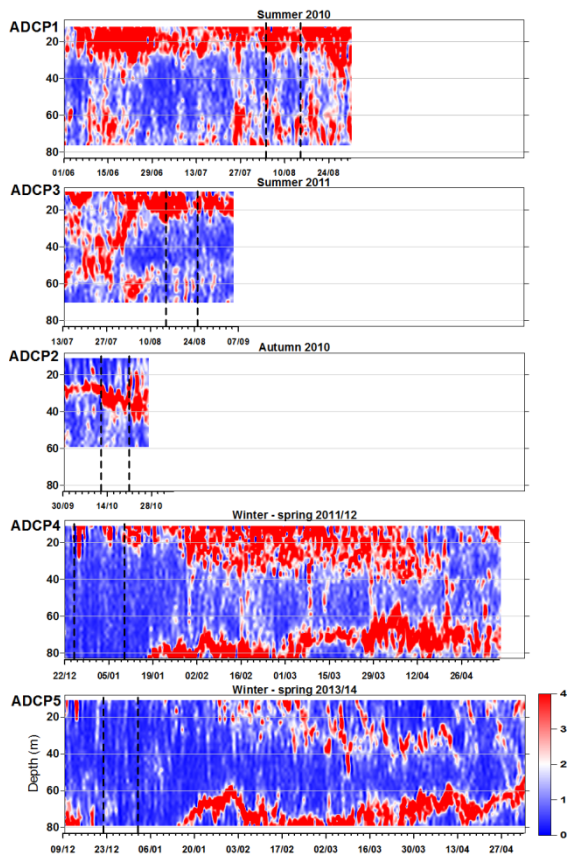 Summer 2010
ADCP1
20
40
60
80
01/06 15/06 29/06 13/07 27/07 10/08 24/08
Summer 2011
ADCP3
20
40
60
80
13/07 27/07 10/08 24/08 07/09
Autumn 2010
ADCP2
20
40
60
80
30/09 14/10 28/10
Winter - spring 2011/12
ADCP4
20
40
60
80
22/12 05/01 19/01 02/02 16/02 01/03 15/03 29/03 12/04 26/04
Winter - spring 2013/14
ADCP5
20
40
60
80
Depth (m)
09/12 23/12 06/01 20/01 03/02 17/02 02/03 16/03 30/03 13/04 27/04
4
3
2
1
0